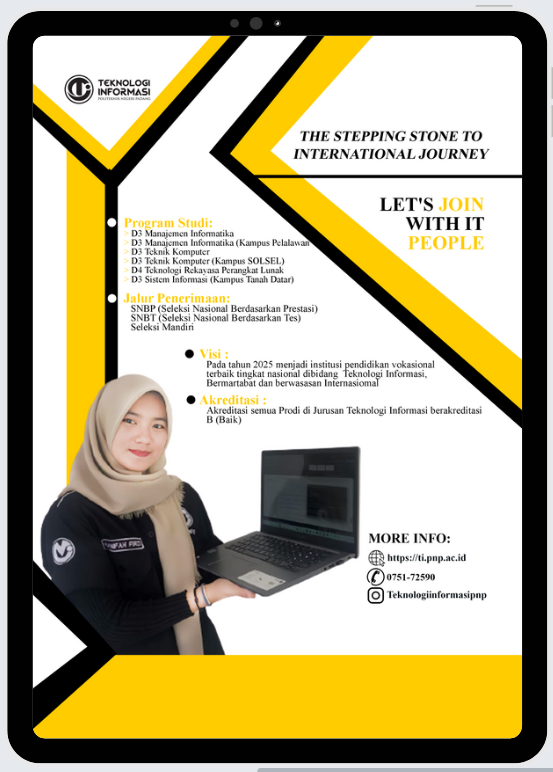 TEKNOLOGI
INFORMASI
POLITEKNIK NEGERI PADANG
THE STEPPING STONE TO
INTERNATIONAL JOURNEY
LET'S JOIN
WITH IT
PEOPLE
Program Studi:
D3 Manajemen Informatika
D3 Manajemen Informatika (Kampus Pelalawan
D3 Teknik Komputer
D3 Teknik Komputer (Kampus SOLSEL)
D4 Teknologi Rekayasa Perangkat Lunak
D3 Sistem Informasi (Kampus Tanah Datar)
Jalur Penerimaan:
SNBP (Seleksi Nasional Berdasarkan Prestasi)
SNBT (Seleksi Nasional Berdasarkan Tes)
Seleksi Mandiri
Visi :
Pada tahun 2025 menjadi institusi pendidikan vokasional
terbaik tingkat nasional dibidang Teknologi Informasi,
Bermartabat dan berwasasan Internasiomal
Akreditasi :
Akreditasi semua Prodi di Jurusan Teknologi Informasi berakreditasi
B (Baik)
MORE INFO:
https://ti.pnp.ac.id
0751-72590
Teknologiinformasipnp